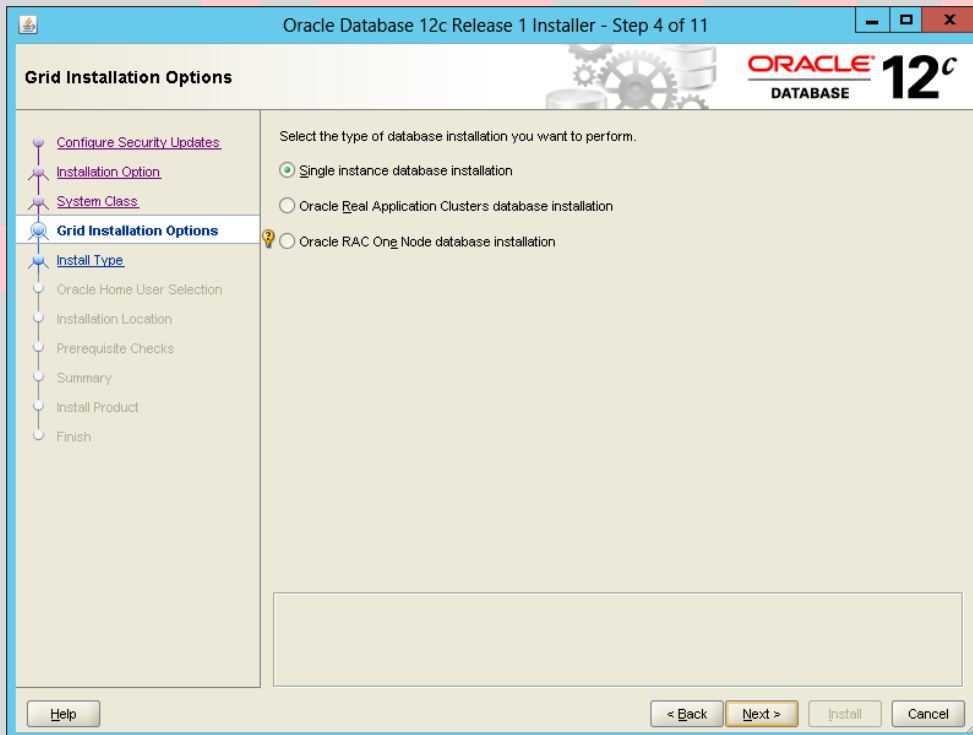 Oracle Database 12c Release 1 Installer - Step 4 of 11
Grid Installation Options
ORACLE
DATABASE
12c
Configure Security Updates
Installation Option
System Class
Grid Installation Options
Install Type
Oracle Home User Selection
Installation Location
Prerequisite Checks
Summary
Install Product
Finish
Select the type of database installation you want to perform.
Single instance database installation
Oracle Real Application Clusters database installation
Oracle RAC One Node database installation
Help
< Back
Next >
Install
Cancel